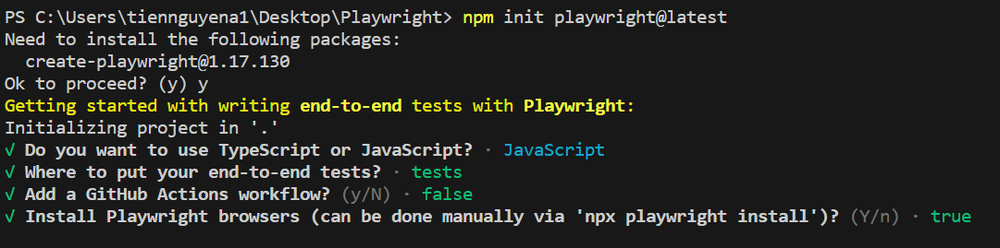 PS C:\Users\tiennguyena1\Desktop\Playwright> npm init playwright@latest
Need to install the following packages:
  create-playwright@1.17.130
Ok to proceed? (y) y
Getting started with writing end-to-end tests with Playwright:
Initializing project in '.'
√ Do you want to use TypeScript or JavaScript? · JavaScript
√ Where to put your end-to-end tests? · tests
√ Add a GitHub Actions workflow? (y/N) · false
√ Install Playwright browsers (can be done manually via 'npx playwright install')? (Y/n) · true